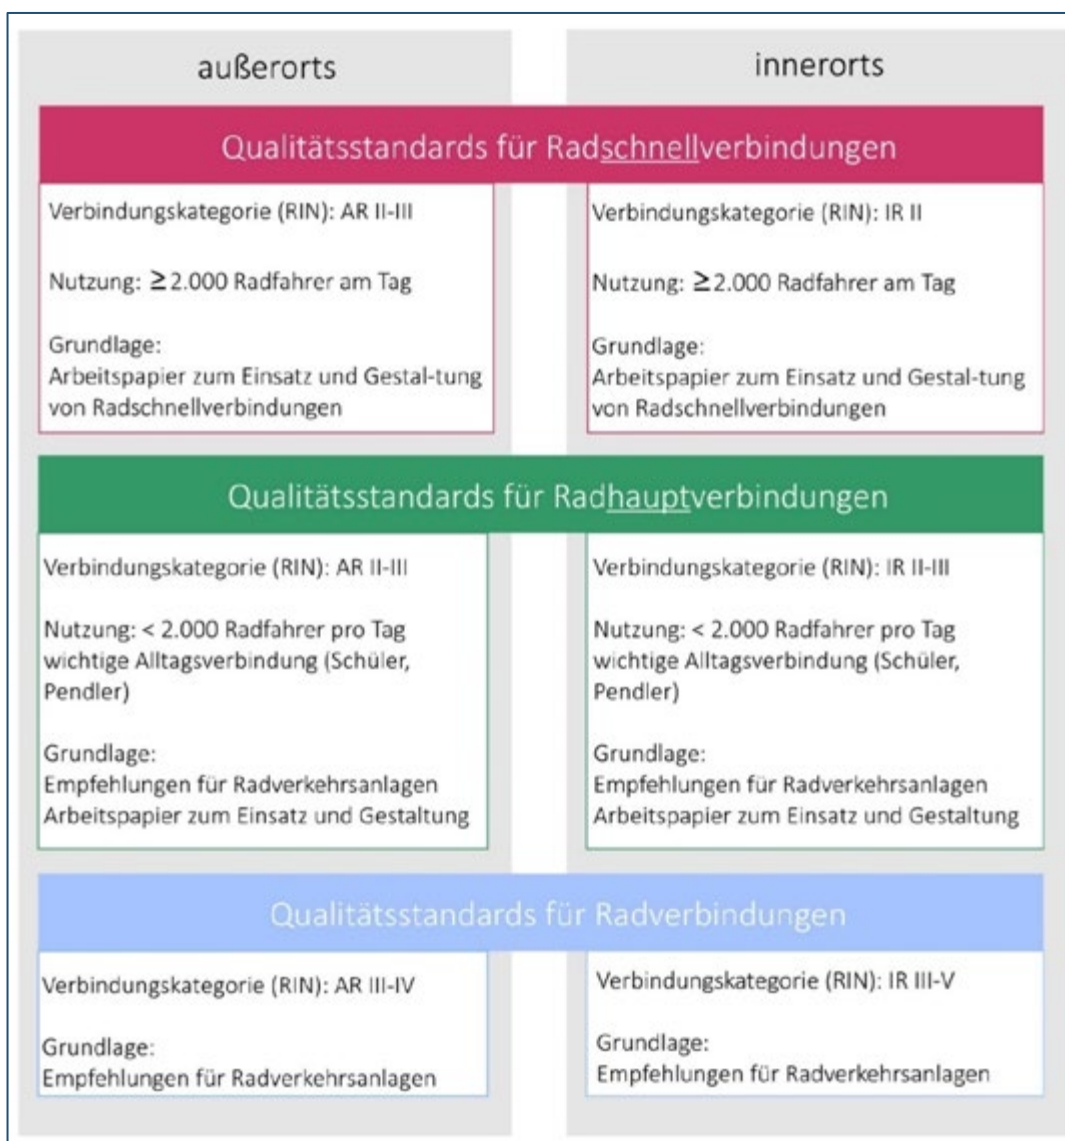 außerorts
innerorts
Qualitätsstandards für Radschnellverbindungen
Verbindungskategorie (RIN): AR II-III
Nutzung: ≥2.000 Radfahrer am Tag
Grundlage:
Arbeitspapier zum Einsatz und Gestal-tung
von Radschnellverbindungen
Verbindungskategorie (RIN): IR II
Nutzung: ≥2.000 Radfahrer am Tag
Grundlage:
Arbeitspapier zum Einsatz und Gestal-tung
von Radschnellverbindungen
Qualitätsstandards für Radhauptverbindungen
Verbindungskategorie (RIN): AR II-III
Nutzung: < 2.000 Radfahrer pro Tag
wichtige Alltagsverbindung (Schüler,
Pendler)
Grundlage:
Empfehlungen für Radverkehrsanlagen
Arbeitspapier zum Einsatz und Gestaltung
Verbindungskategorie (RIN): IR II-III
Nutzung: < 2.000 Radfahrer pro Tag
wichtige Alltagsverbindung (Schüler,
Pendler)
Grundlage:
Empfehlungen für Radverkehrsanlagen
Arbeitspapier zum Einsatz und Gestaltung
Qualitätsstandards für Radverbindungen
Verbindungskategorie (RIN): AR III-IV
Grundlage:
Empfehlungen für Radverkehrsanlagen
Verbindungskategorie (RIN): IR III-V
Grundlage:
Empfehlungen für Radverkehrsanlagen